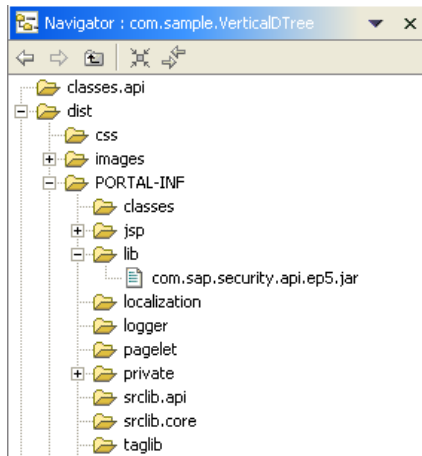 Navigator : com.sample.VerticalDTree
classes.api
dist
css
images
PORTAL-INF
classes
jsp
lib
com.sap.security.api.ep5.jar
localization
logger
pagelet
private
srclib.api
srclib.core
taglib